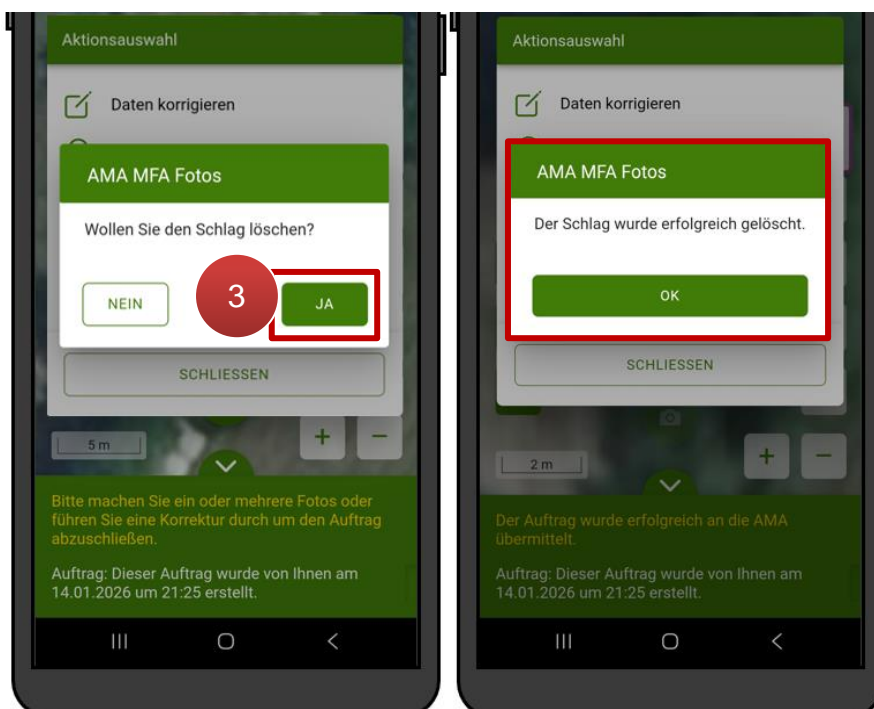 Aktionsauswahl
Daten korrigieren
AMA MFA Fotos
Wollen Sie den Schlag löschen?
NEIN
3
JA
SCHLIESSEN
5 m
+
−
Bitte machen Sie ein oder mehrere Fotos oder
führen Sie eine Korrektur durch um den Auftrag
abzuschließen.
Auftrag: Dieser Auftrag wurde von Ihnen am
14.01.2026 um 21:25 erstellt.
Aktionsauswahl
Daten korrigieren
AMA MFA Fotos
Der Schlag wurde erfolgreich gelöscht.
OK
SCHLIESSEN
2 m
+
−
Der Auftrag wurde erfolgreich an die AMA
übermittelt.
Auftrag: Dieser Auftrag wurde von Ihnen am
14.01.2026 um 21:25 erstellt.